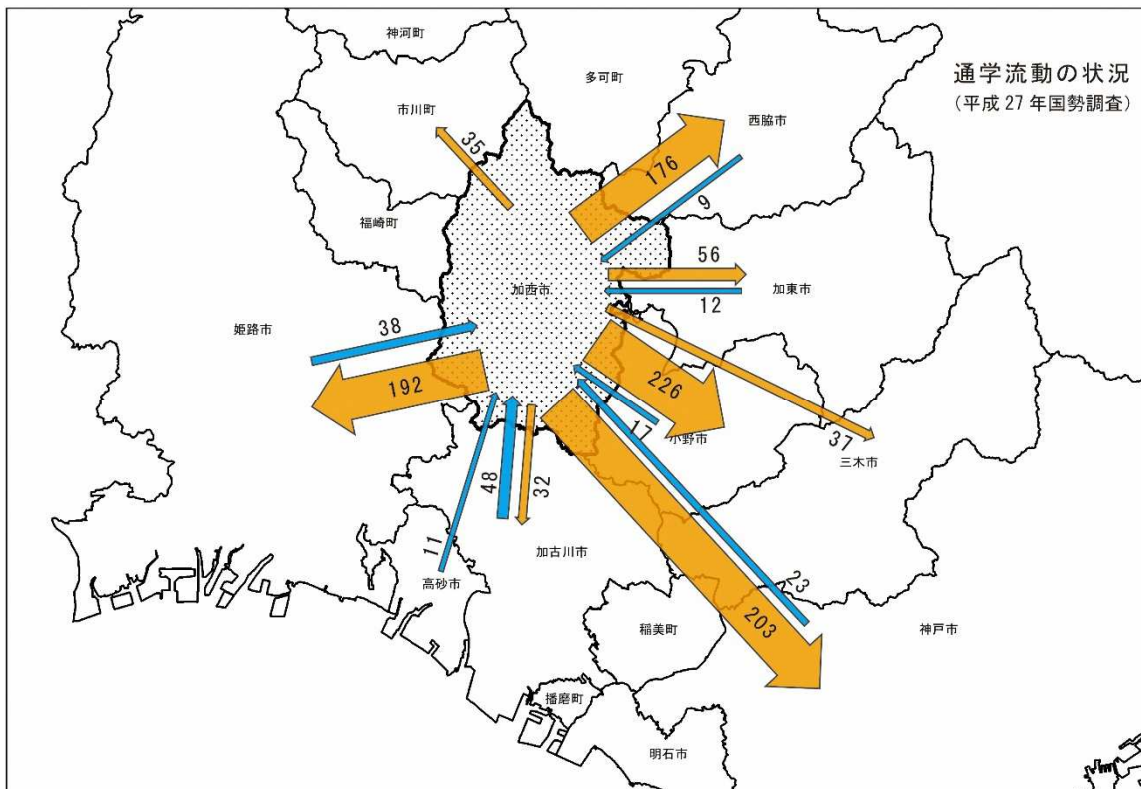 神河町
多可町
通学流動の状況
(平成27年国勢調査)
市川町
西脇市
35
176
9
福崎町
56
加西市
加東市
12
姫路市
38
192
226
17
小野市
37
三木市
48
32
11
加古川市
高砂市
23
203
稲美町
神戸市
播磨町
明石市